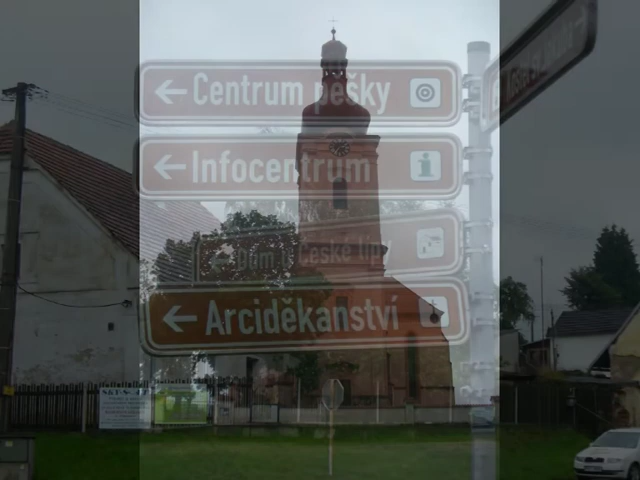 Centrum pěšky
Infocentrum
Dům České lípy
Arciděkanství